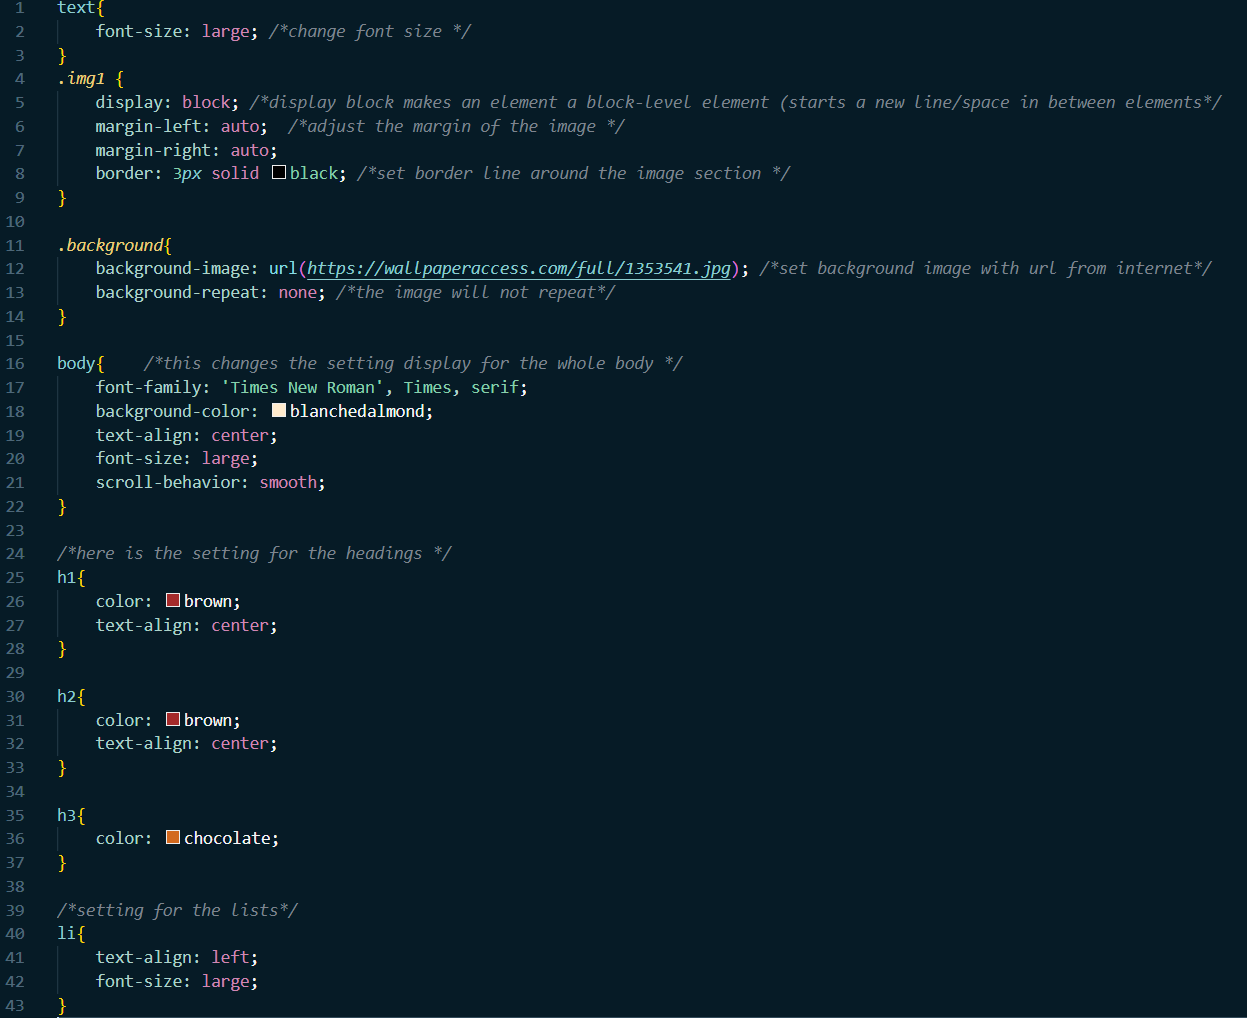 1 text{
2 font-size: large; /*change font size */
3 }
4 .img1 {
5 display: block; /*display block makes an element a block-level element (starts a new line/space in between elements*/
6 margin-left: auto;  /*adjust the margin of the image */
7 margin-right: auto;
8 border: 3px solid black; /*set border line around the image section */
9 }
10
11 .background{
12 background-image: url(https://wallpaperaccess.com/full/1353541.jpg); /*set background image with url from internet*/
13 background-repeat: none; /*the image will not repeat*/
14 }
15
16 body{    /*this changes the setting display for the whole body */
17 font-family: 'Times New Roman', Times, serif;
18 background-color: blanchedalmond;
19 text-align: center;
20 font-size: large;
21 scroll-behavior: smooth;
22 }
23
24 /*here is the setting for the headings */
25 h1{
26 color: brown;
27 text-align: center;
28 }
29
30 h2{
31 color: brown;
32 text-align: center;
33 }
34
35 h3{
36 color: chocolate;
37 }
38
39 /*setting for the lists*/
40 li{
41 text-align: left;
42 font-size: large;
43 }